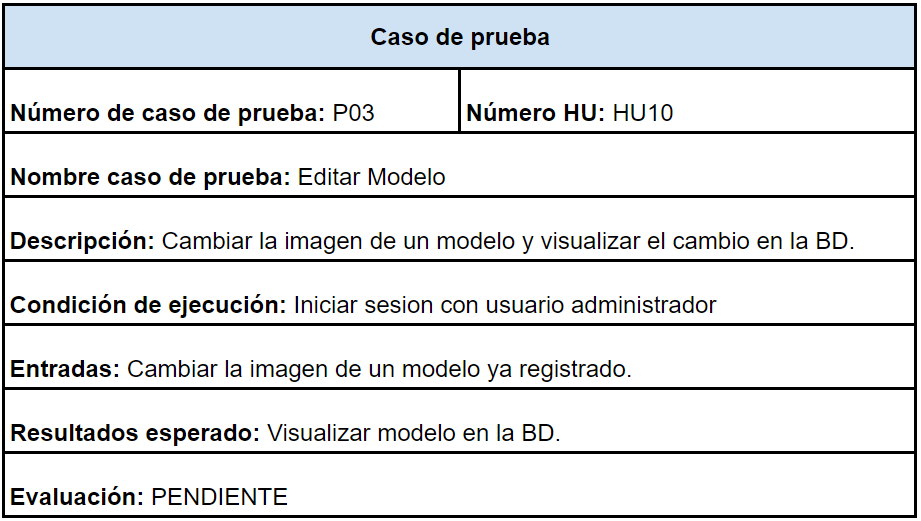 Caso de prueba
Número de caso de prueba: P03
Número HU: HU10
Nombre caso de prueba: Editar Modelo
Descripción: Cambiar la imagen de un modelo y visualizar el cambio en la BD.
Condición de ejecución: Iniciar sesion con usuario administrador
Entradas: Cambiar la imagen de un modelo ya registrado.
Resultados esperado: Visualizar modelo en la BD.
Evaluación: PENDIENTE